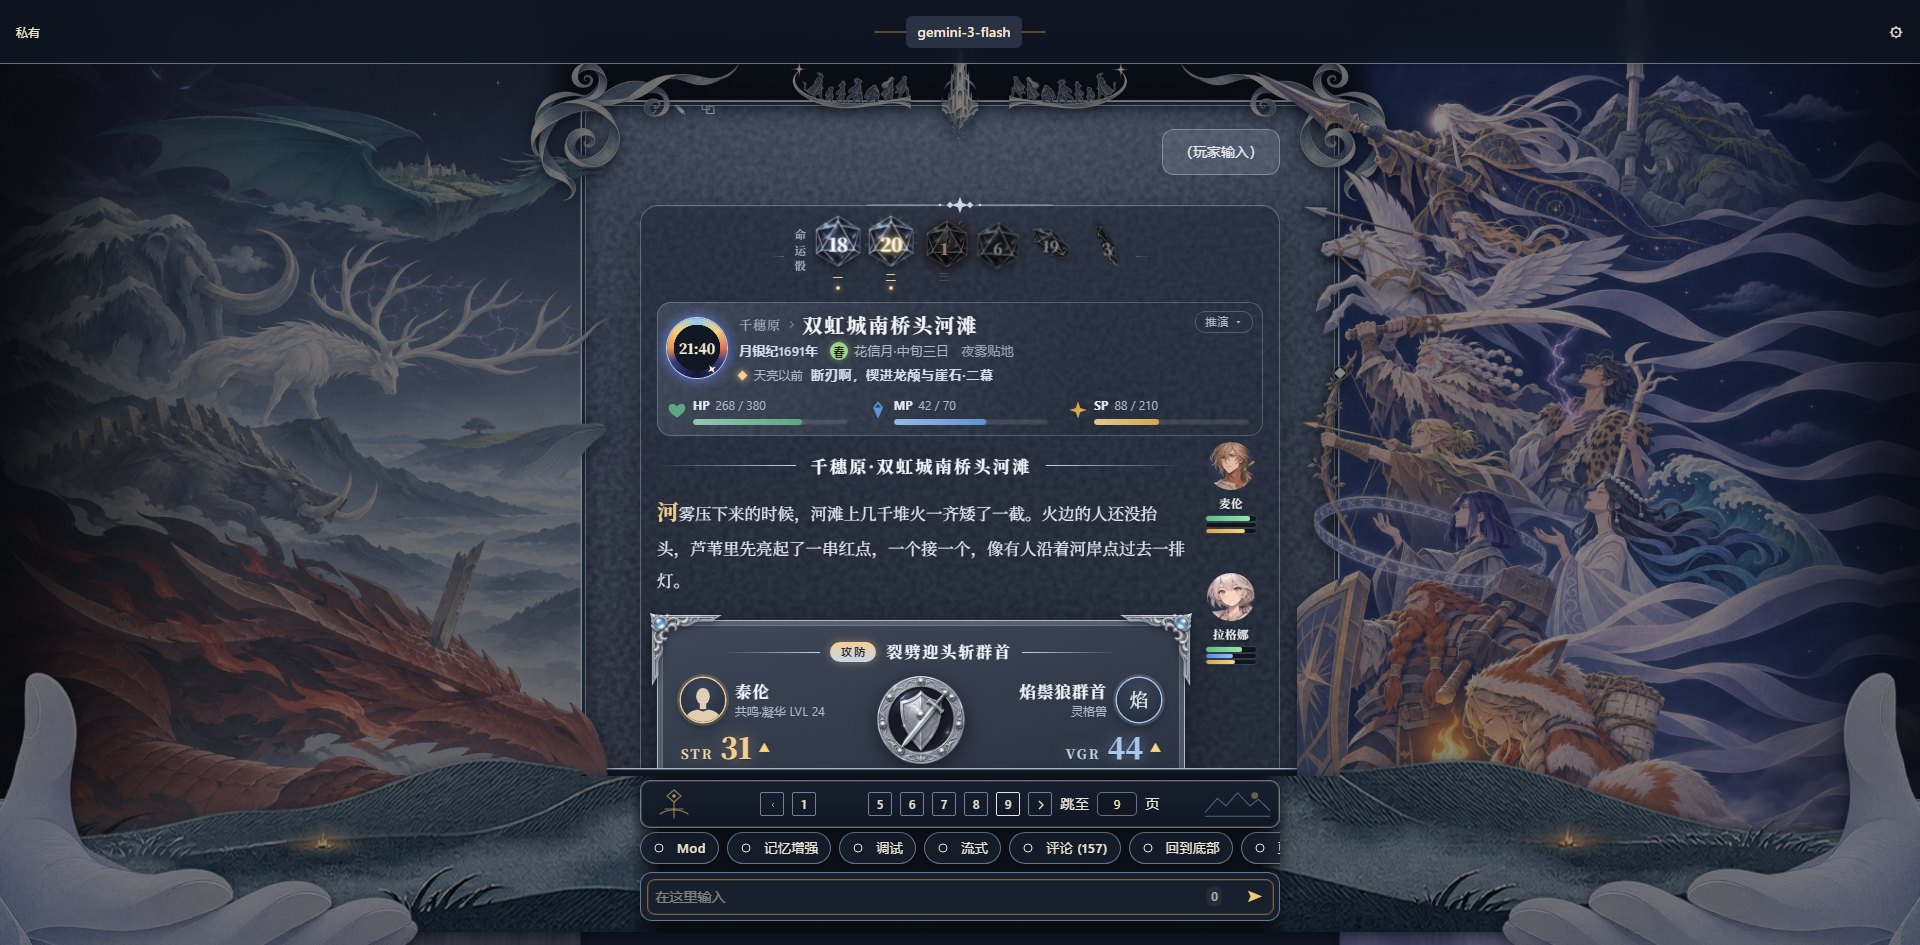 私有
gemini-3-flash
(玩家输入)
命运骰
18
20
1
6
19
一
二
三
21:40
千穗原 › 双虹城南桥头河滩
推演
月银纪1691年 春 花信月·中旬三日 夜雾贴地
天亮以前 断刃啊，楔进龙颅与崖石·二幕
HP 268 / 380
MP 42 / 70
SP 88 / 210
千穗原·双虹城南桥头河滩
河雾压下来的时候，河滩上几千堆火一齐矮了一截。火边的人还没抬
头，芦苇里先亮起了一串红点，一个接一个，像有人沿着河岸点过去一排
灯。
麦伦
拉格娜
攻防 裂劈迎头斩群首
泰伦
共鸣·凝华 LVL 24
STR 31
焰鬃狼群首
灵格兽
焰
VGR 44
‹ 1 5 6 7 8 9 › 跳至 9 页
Mod
记忆增强
调试
流式
评论 (157)
回到底部
在这里输入
0